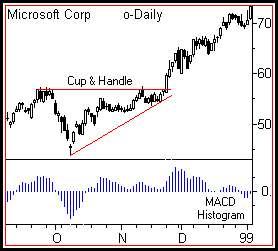 Microsoft Corp o-Daily
70
Cup & Handle
60
50
0.
MACD
Histogram
O N D 99